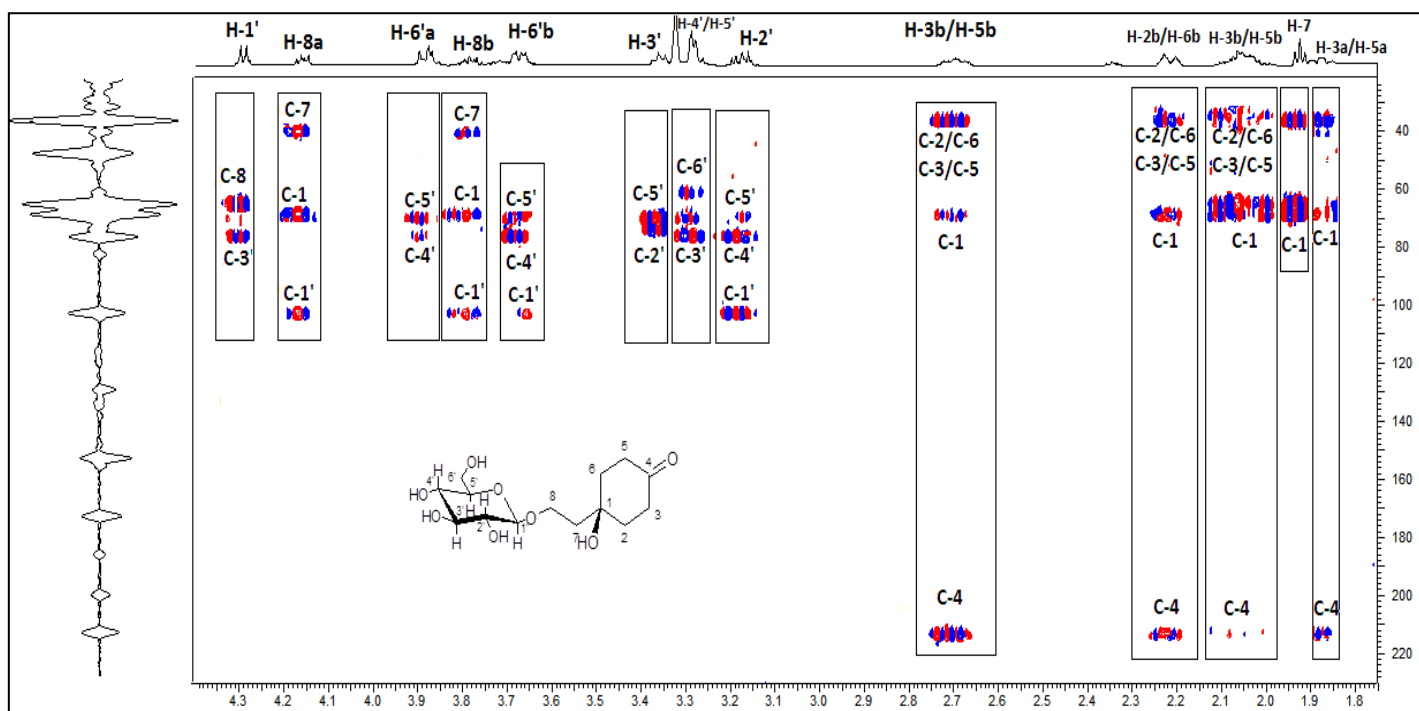 H-1' H-8a H-6'a H-8b H-6'b H-3' H-4'/H-5' H-2' H-3b/H-5b H-2b/H-6b H-3b/H-5b H-7 H-3a/H-5a
C-7 C-7
C-8 C-1 C-5' C-1 C-5' C-5' C-6' C-5' C-2/C-6 C-2/C-6 C-2/C-6
C-3/C-5 C-3/C-5 C-3/C-5
C-3' C-4' C-4' C-2' C-3' C-4' C-1 C-1 C-1 C-1 C-1
C-1' C-1' C-1' C-1'
40
60
80
100
120
130
140
150
160
170
180
190
200
210
220
OH
6'
5'
4'
H
HO
O
HO
3'
H
H
H
2'
OH
1'
H
O
8
7
HO
1
6
5
4
O
3
2
C-4 C-4 C-4 C-4
4.3 4.2 4.1 4.0 3.9 3.8 3.7 3.6 3.5 3.4 3.3 3.2 3.1 3.0 2.9 2.8 2.7 2.6 2.5 2.4 2.3 2.2 2.1 2.0 1.9 1.8